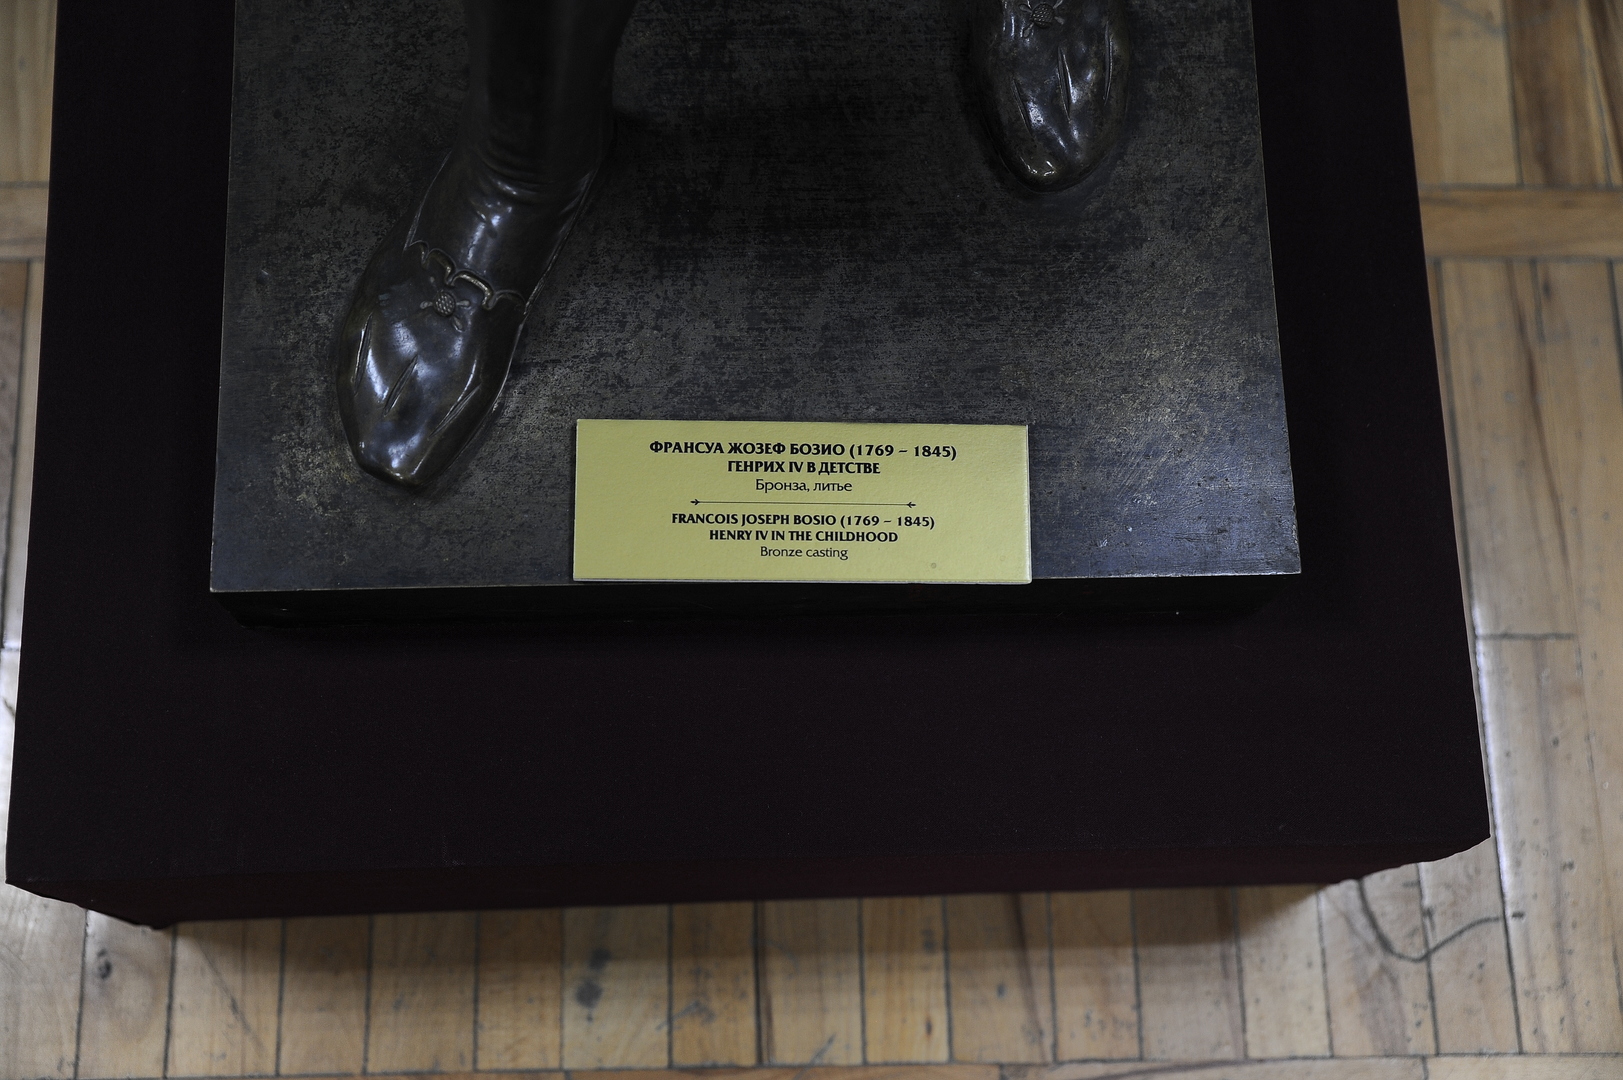 ФРАНСУА ЖОЗЕФ БОЗИО (1769 – 1845)
ГЕНРИХ IV В ДЕТСТВЕ
Бронза, литье
FRANCOIS JOSEPH BOSIO (1769 – 1845)
HENRY IV IN THE CHILDHOOD
Bronze casting